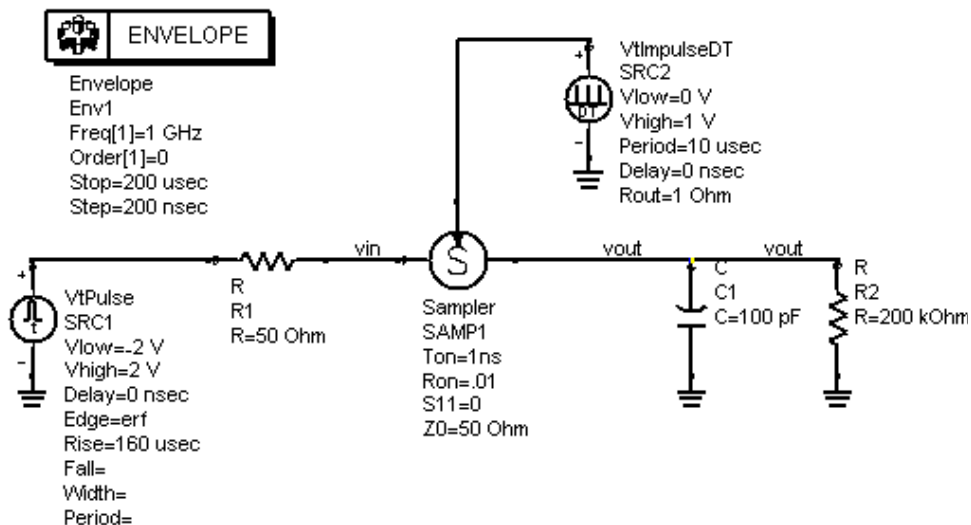 ENVELOPE
Envelope
Env1
Freq[1]=1 GHz
Order[1]=0
Stop=200 usec
Step=200 nsec
+
-
DT
VtImpulseDT
SRC2
Vlow=0 V
Vhigh=1 V
Period=10 usec
Delay=0 nsec
Rout=1 Ohm
+
-
VtPulse
SRC1
Vlow=-2 V
Vhigh=2 V
Delay=0 nsec
Edge=erf
Rise=160 usec
Fall=
Width=
Period=
R
R1
R=50 Ohm
vin
S
Sampler
SAMP1
Ton=1ns
Ron=.01
S11=0
Z0=50 Ohm
vout
C
C1
C=100 pF
vout
R
R2
R=200 kOhm